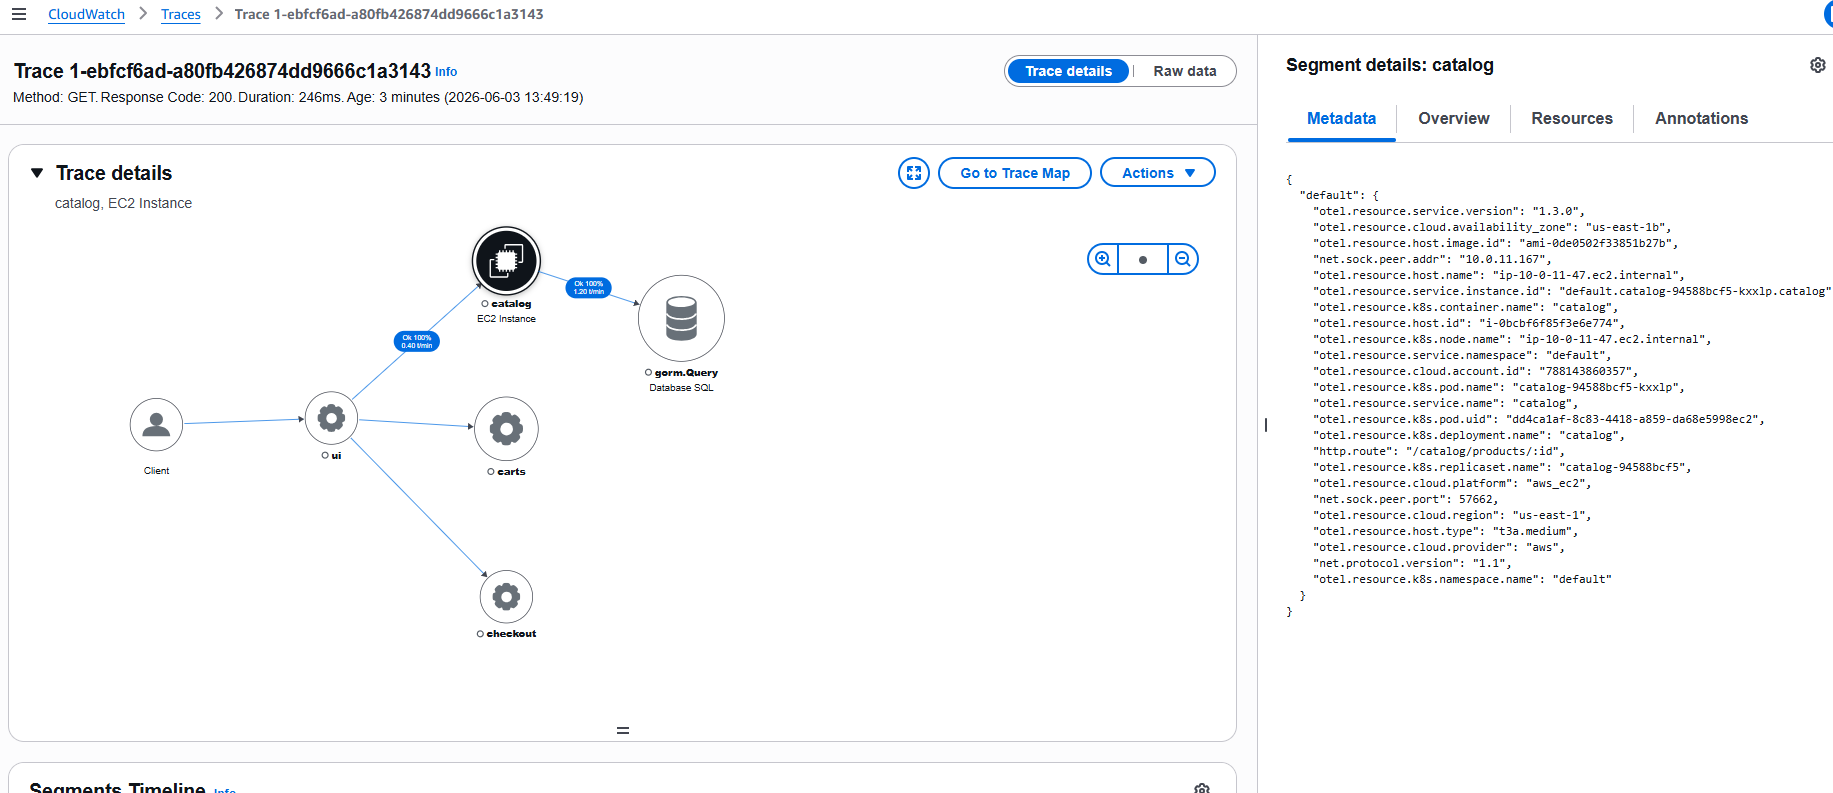 CloudWatch > Traces > Trace 1-ebfcf6ad-a80fb426874dd9666c1a3143
Trace 1-ebfcf6ad-a80fb426874dd9666c1a3143 Info
Method: GET. Response Code: 200. Duration: 246ms. Age: 3 minutes (2026-06-03 13:49:19)
Trace details
Raw data
Trace details
catalog, EC2 Instance
Go to Trace Map
Actions
Ok 100%
1.20 t/min
catalog
EC2 Instance
Ok 100%
0.40 t/min
gorm.Query
Database SQL
Client
ui
carts
checkout
Segments Timeline Info
Segment details: catalog
Metadata
Overview
Resources
Annotations
{
"default": {
"otel.resource.service.version": "1.3.0",
"otel.resource.cloud.availability_zone": "us-east-1b",
"otel.resource.host.image.id": "ami-0de0502f33851b27b",
"net.sock.peer.addr": "10.0.11.167",
"otel.resource.host.name": "ip-10-0-11-47.ec2.internal",
"otel.resource.service.instance.id": "default.catalog-94588bcf5-kxxlp.catalog"
"otel.resource.k8s.container.name": "catalog",
"otel.resource.host.id": "i-0bcbf6f85f3e6e774",
"otel.resource.k8s.node.name": "ip-10-0-11-47.ec2.internal",
"otel.resource.service.namespace": "default",
"otel.resource.cloud.account.id": "788143860357",
"otel.resource.k8s.pod.name": "catalog-94588bcf5-kxxlp",
"otel.resource.service.name": "catalog",
"otel.resource.k8s.pod.uid": "dd4ca1af-8c83-4418-a859-da68e5998ec2",
"otel.resource.k8s.deployment.name": "catalog",
"http.route": "/catalog/products/:id",
"otel.resource.k8s.replicaset.name": "catalog-94588bcf5",
"otel.resource.cloud.platform": "aws_ec2",
"net.sock.peer.port": 57662,
"otel.resource.cloud.region": "us-east-1",
"otel.resource.host.type": "t3a.medium",
"otel.resource.cloud.provider": "aws",
"net.protocol.version": "1.1",
"otel.resource.k8s.namespace.name": "default"
}
}